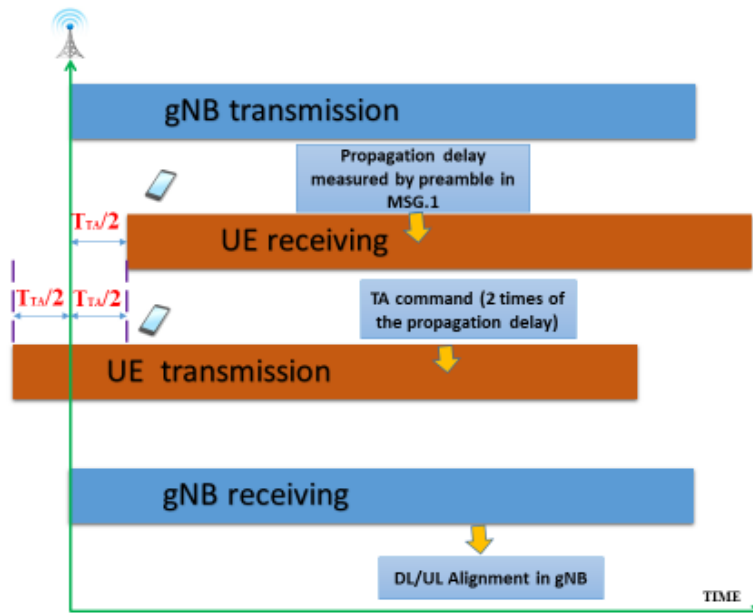 gNB transmission
Propagation delay
measured by preamble in
MSG.1
TTA/2
UE receiving
TTA/2 TTA/2
TA command (2 times of
the propagation delay)
UE transmission
gNB receiving
DL/UL Alignment in gNB
TIME